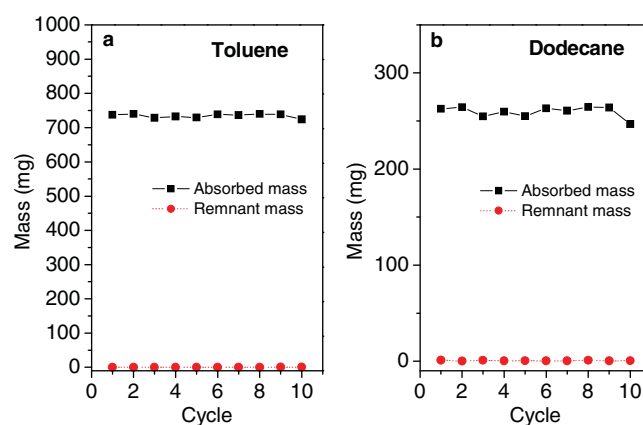 a
Toluene
1000
900
800
700
600
500
400
300
200
100
0
Mass (mg)
Absorbed mass
Remnant mass
0 2 4 6 8 10
Cycle
b
Dodecane
300
200
100
0
Mass (mg)
Absorbed mass
Remnant mass
0 2 4 6 8 10
Cycle